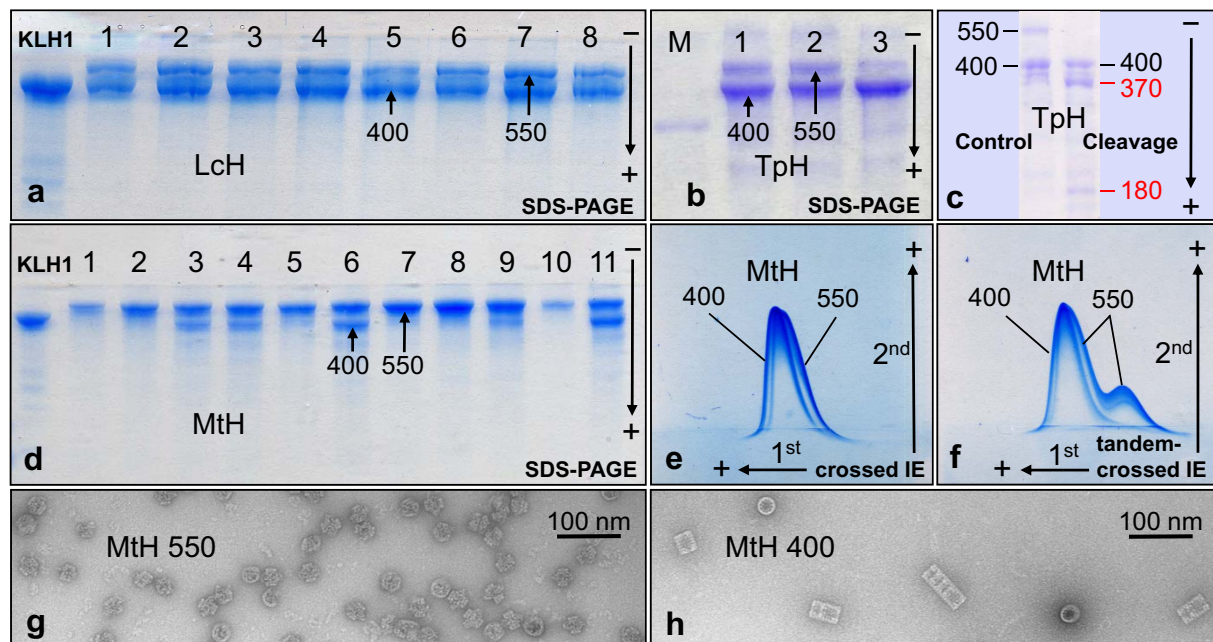 KLH1 1 2 3 4 5 6 7 8 −
400 550
LcH
+
a SDS-PAGE
M 1 2 3 −
400 550
TpH
+
b SDS-PAGE
550
400
−
400
370
TpH
Control Cleavage
180
c +
KLH1 1 2 3 4 5 6 7 8 9 10 11 −
400 550
MtH
+
d SDS-PAGE
+
MtH
400 550
2nd
1st
e + crossed IE
+
MtH
400 550
2nd
1st tandem-
f + crossed IE
100 nm
MtH 550
g
100 nm
MtH 400
h